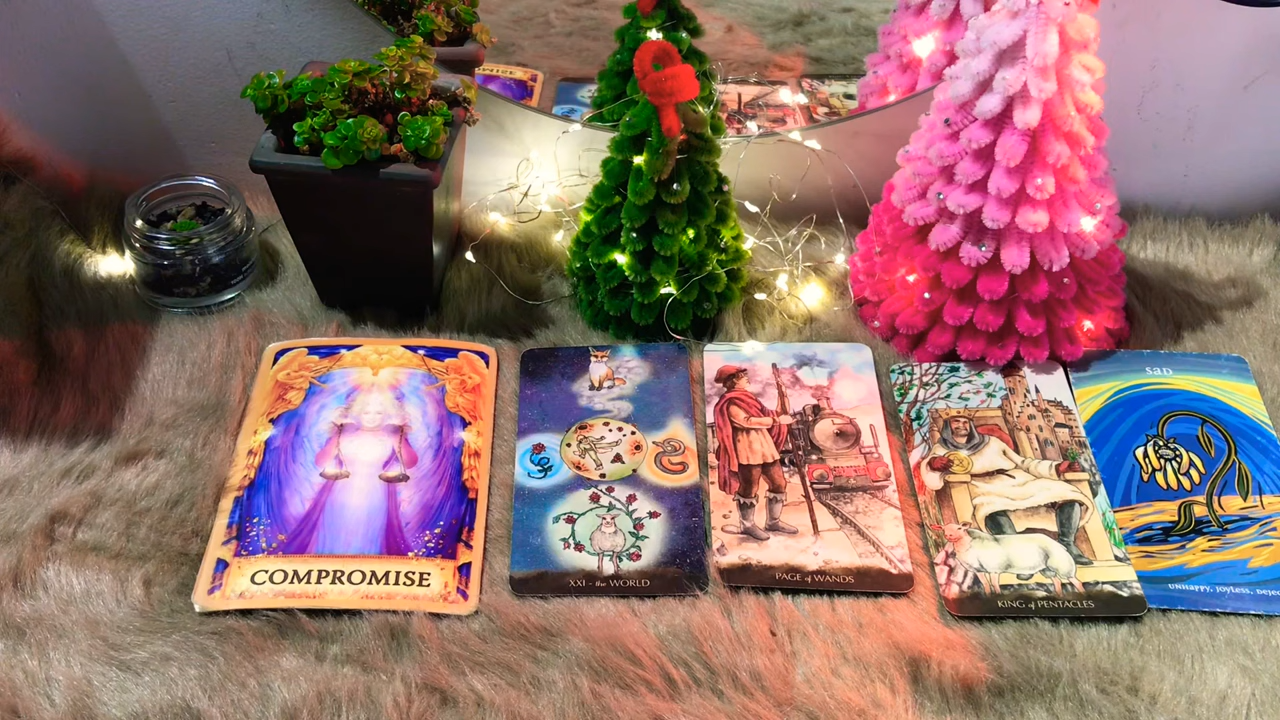 COMPROMISE
XXI - the WORLD
PAGE of WANDS
KING of PENTACLES
SAD
UNHAPPY, JOYLESS,